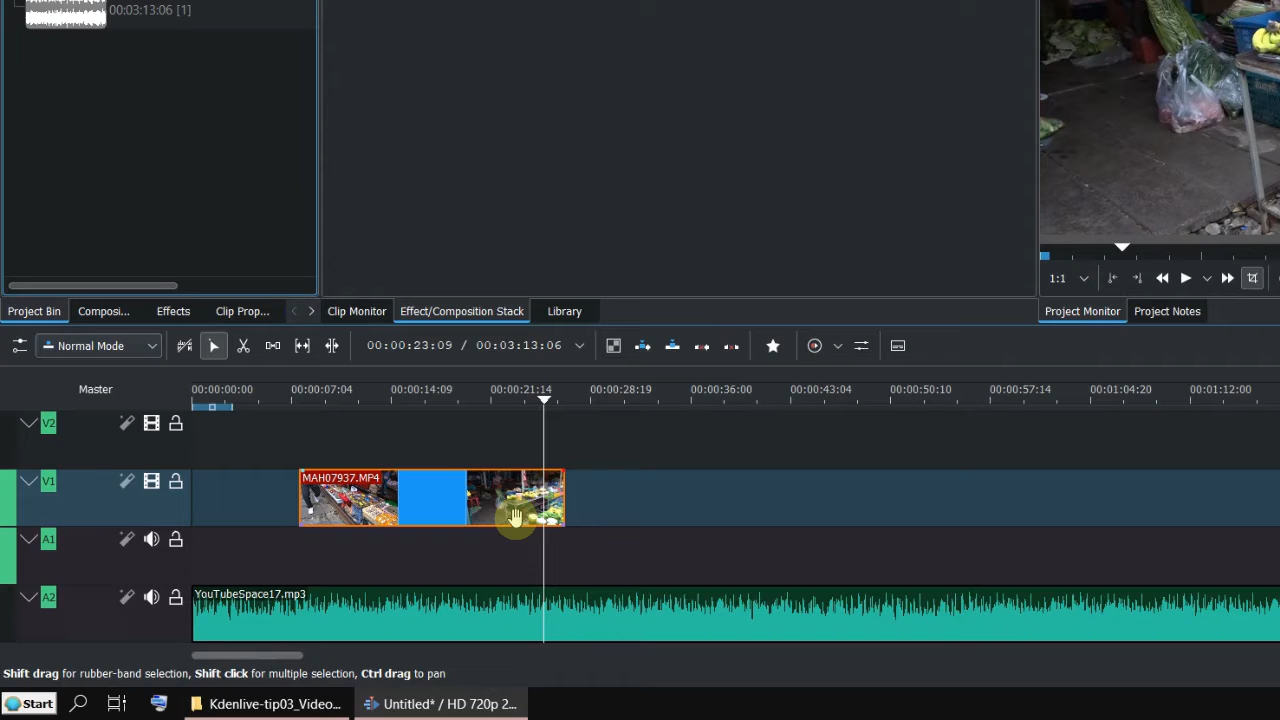 00:03:13:06 [1]
Project Bin
Composi...
Effects
Clip Prop...
Clip Monitor
Effect/Composition Stack
Library
1:1
Project Monitor
Project Notes
Normal Mode
00:00:23:09 / 00:03:13:06
Master
00:00:00:00
00:00:07:04
00:00:14:09
00:00:21:14
00:00:28:19
00:00:36:00
00:00:43:04
00:00:50:10
00:00:57:14
00:01:04:20
00:01:12:00
V2
V1
MAH07937.MP4
A1
A2
YouTubeSpace17.mp3
Shift drag for rubber-band selection, Shift click for multiple selection, Ctrl drag to pan
Start
Kdenlive-tip03_Video...
Untitled* / HD 720p 2...